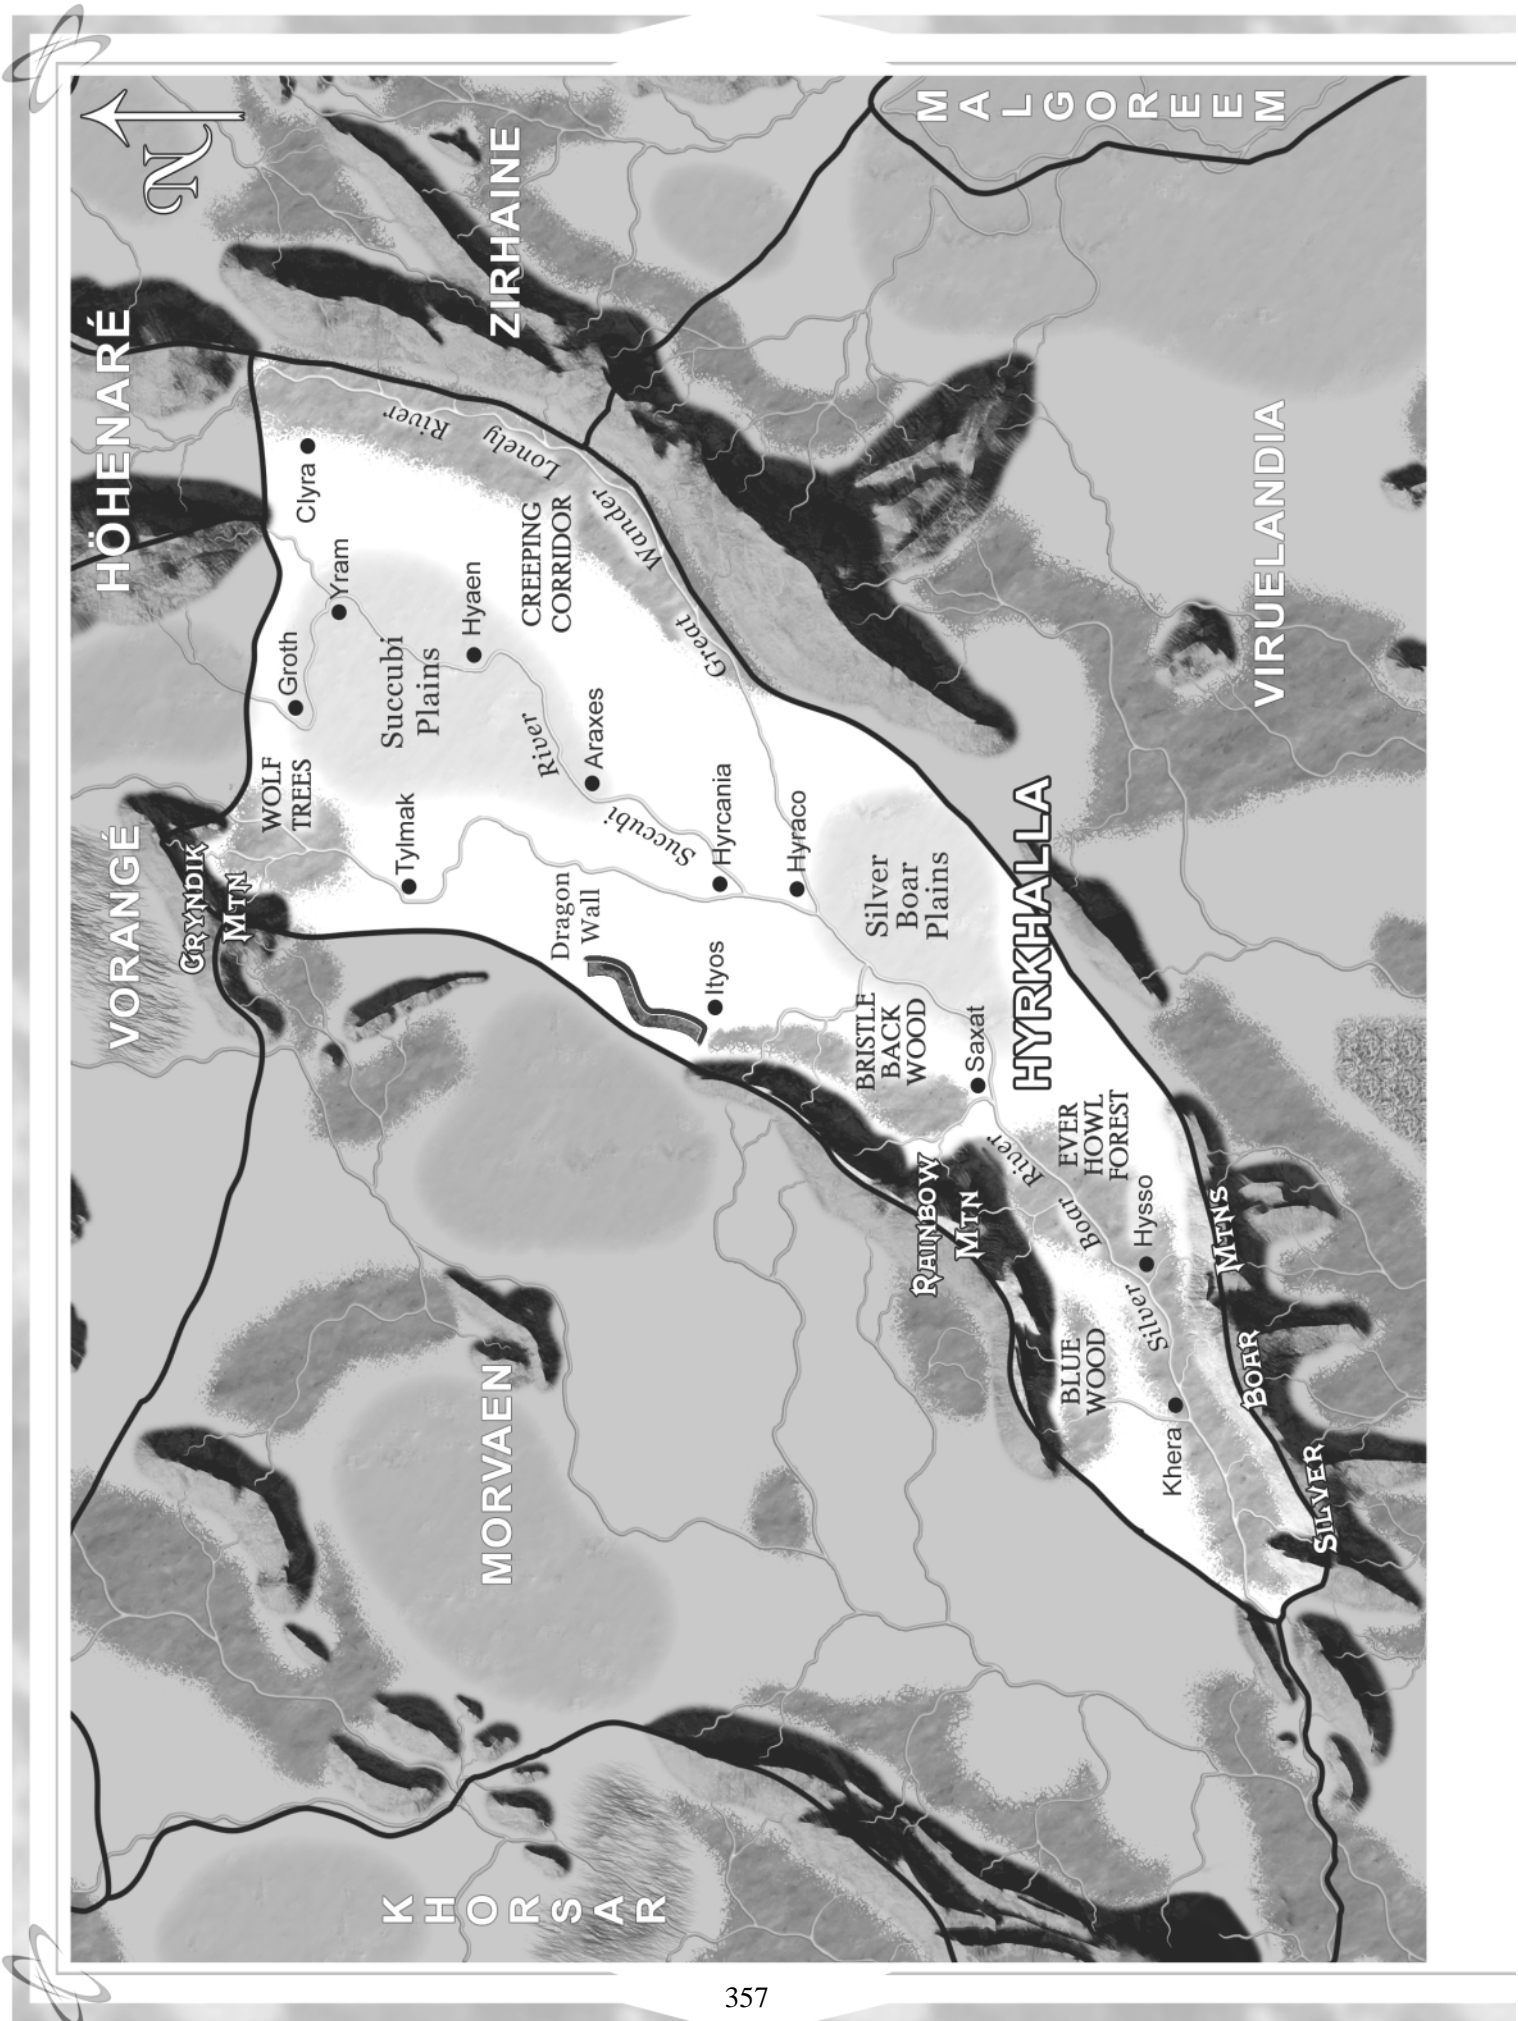 N
HÖHENARÉ
VORANGÉ
ZIRHAINE
MALGOREEM
GRYNDIK
MTN
WOLF
TREES
Groth
Clyra
Yram
Tylmak
Succubi
Plains
Hyaen
CREEPING
CORRIDOR
Lonely River
Great Wander
Succubi River
Araxes
Dragon
Wall
Hyrcania
Ityos
Hyraco
Silver
Boar
Plains
BRISTLE
BACK
WOOD
Saxat
HYRKHALLA
RAINBOW
MTN
EVER
HOWL
FOREST
Silver Boar River
Hysso
BLUE
WOOD
Khera
SILVER BOAR MTNS
MORVAEN
VIRUELANDIA
KHORSAR
357